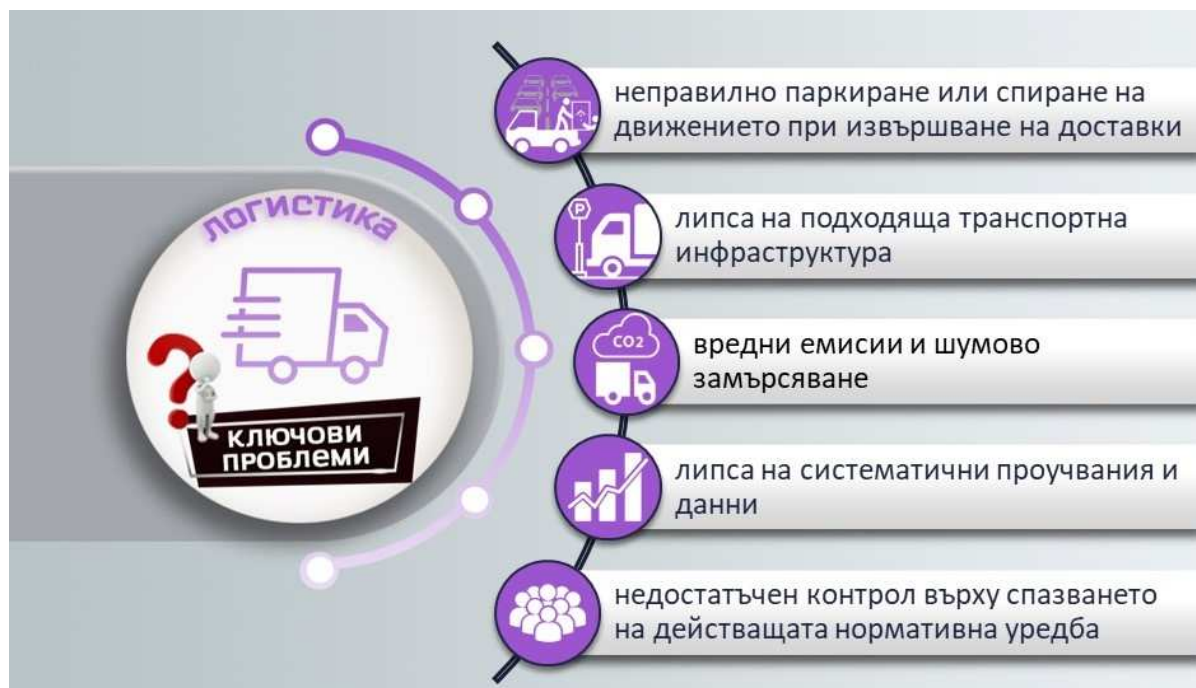 логистика
ключови
проблеми
неправилно паркиране или спиране на
движението при извършване на доставки
P
липса на подходяща транспортна
инфраструктура
CO2
вредни емисии и шумово
замърсяване
липса на систематични проучвания и
данни
недостатъчен контрол върху спазването
на действащата нормативна уредба